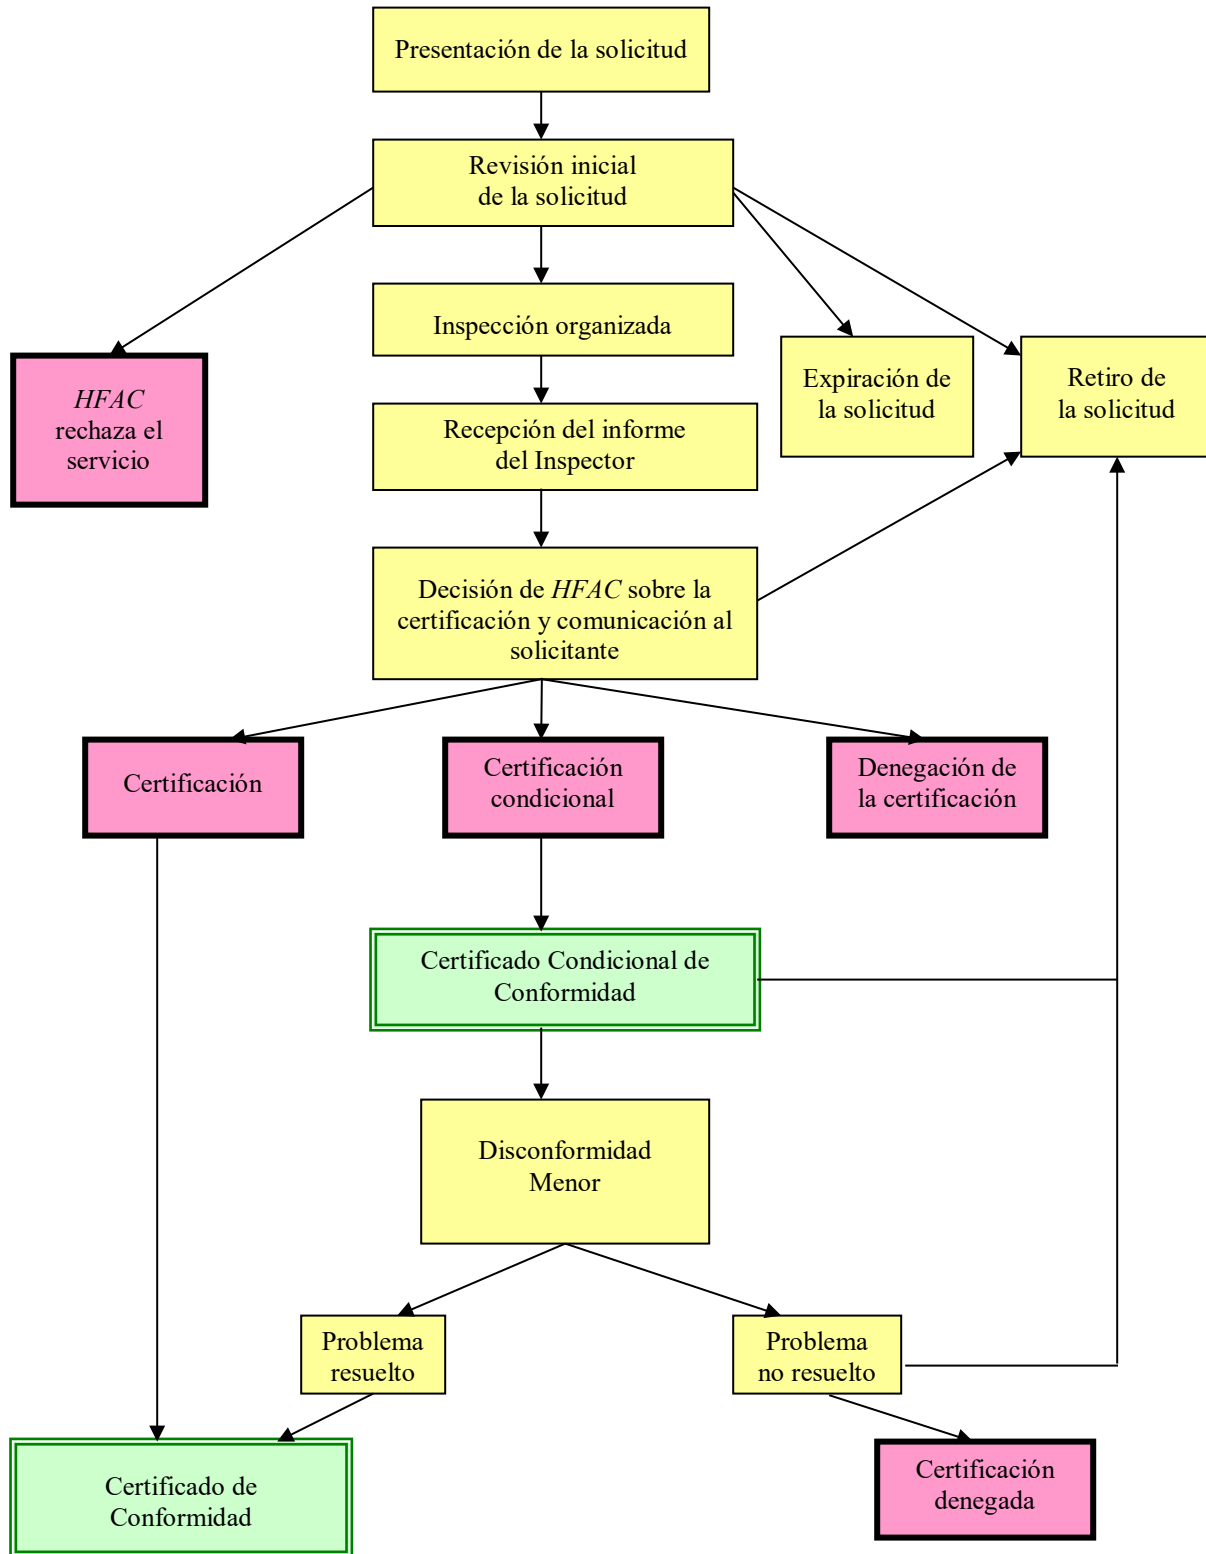 Presentación de la solicitud
Revisión inicial
de la solicitud
Inspección organizada
Expiración de
la solicitud
Retiro de
la solicitud
HFAC
rechaza el
servicio
Recepción del informe
del Inspector
Decisión de HFAC sobre la
certificación y comunicación al
solicitante
Certificación
Certificación
condicional
Denegación de
la certificación
Certificado Condicional de
Conformidad
Disconformidad
Menor
Problema
resuelto
Problema
no resuelto
Certificado de
Conformidad
Certificación
denegada